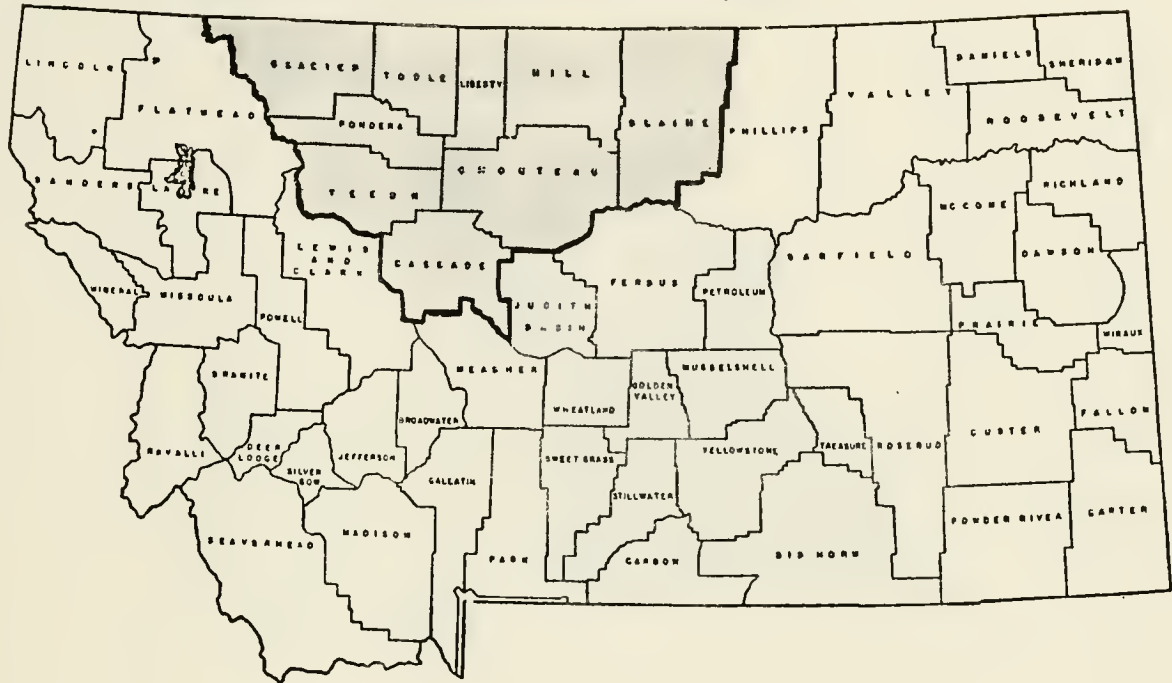 LINCOLN
FLATHEAD
GLACIER
TOOLE
LIBERTY
HILL
BLAINE
PHILLIPS
VALLEY
DANIELS
SHERIDAN
ROOSEVELT
PONDERA
TETON
CHOUTEAU
SANDERS
LAKE
RICHLAND
MCCONE
DAWSON
GARFIELD
LEWIS
AND
CLARK
CASCADE
JUDITH
BASIN
FERGUS
PETROLEUM
MINERAL
MISSOULA
POWELL
PRAIRIE
WIBAUX
MEAGHER
GRANITE
BROADWATER
WHEATLAND
GOLDEN
VALLEY
MUSSELSHELL
FALLON
CUSTER
RAVALLI
DEER
LODGE
SILVER
BOW
JEFFERSON
GALLATIN
SWEET GRASS
STILLWATER
YELLOWSTONE
TREASURE
ROSEBUD
BEAVERHEAD
MADISON
PARK
CARBON
BIG HORN
POWDER RIVER
CARTER